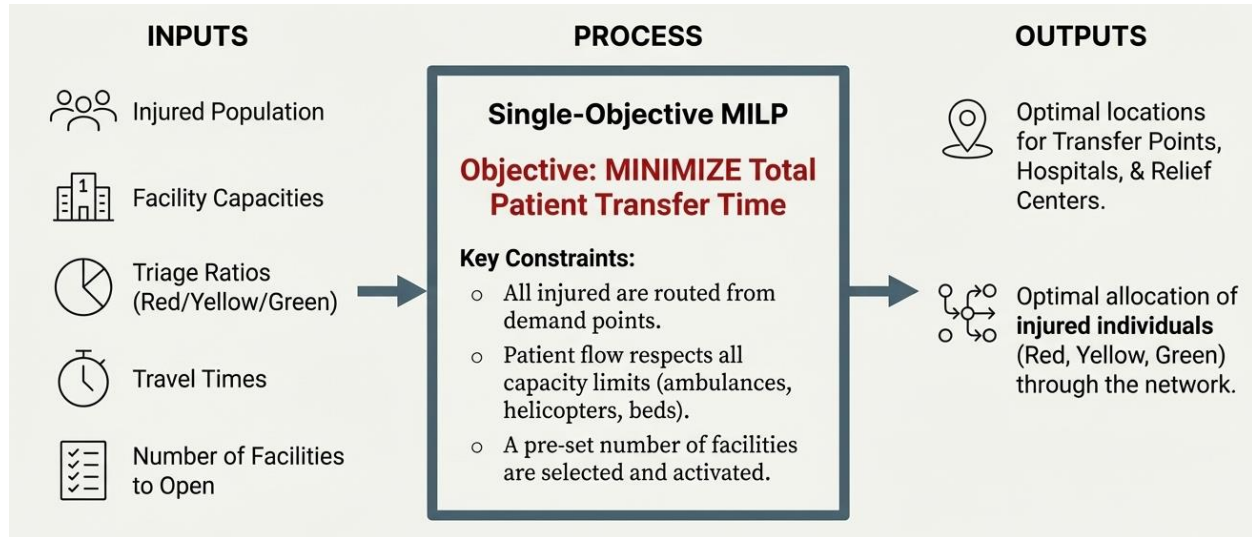 INPUTS
Injured Population
1
Facility Capacities
Triage Ratios
(Red/Yellow/Green)
Travel Times
Number of Facilities
to Open
PROCESS
Single-Objective MILP
Objective: MINIMIZE Total
Patient Transfer Time
Key Constraints:
○ All injured are routed from
demand points.
○ Patient flow respects all
capacity limits (ambulances,
helicopters, beds).
○ A pre-set number of facilities
are selected and activated.
OUTPUTS
Optimal locations
for Transfer Points,
Hospitals, & Relief
Centers.
Optimal allocation of
injured individuals
(Red, Yellow, Green)
through the network.